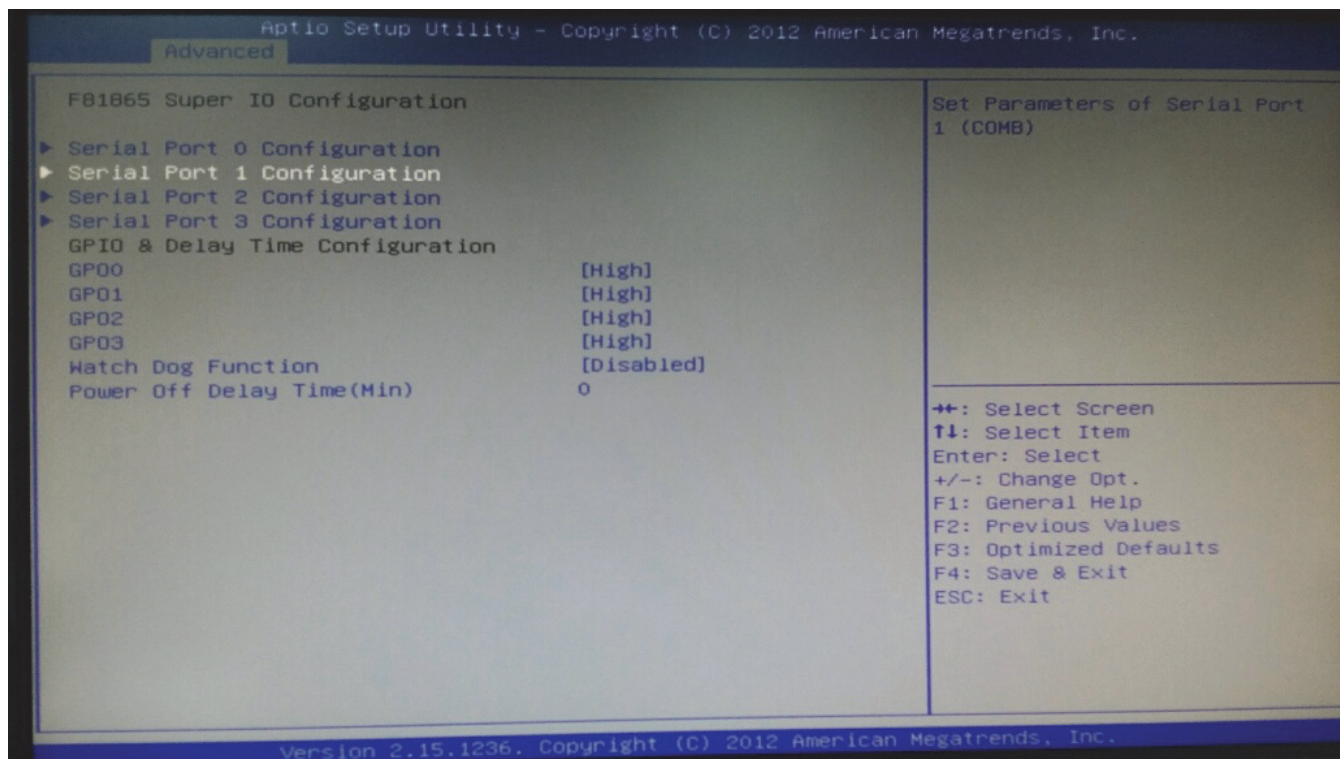 Aptio Setup Utility - Copyright (C) 2012 American Megatrends, Inc.
Advanced
F81865 Super IO Configuration
► Serial Port 0 Configuration
► Serial Port 1 Configuration
► Serial Port 2 Configuration
► Serial Port 3 Configuration
GPIO & Delay Time Configuration
GPO0 [High]
GPO1 [High]
GPO2 [High]
GPO3 [High]
Watch Dog Function [Disabled]
Power Off Delay Time(Min) 0
Set Parameters of Serial Port
1 (COMB)
→←: Select Screen
↑↓: Select Item
Enter: Select
+/-: Change Opt.
F1: General Help
F2: Previous Values
F3: Optimized Defaults
F4: Save & Exit
ESC: Exit
Version 2.15.1236. Copyright (C) 2012 American Megatrends, Inc.